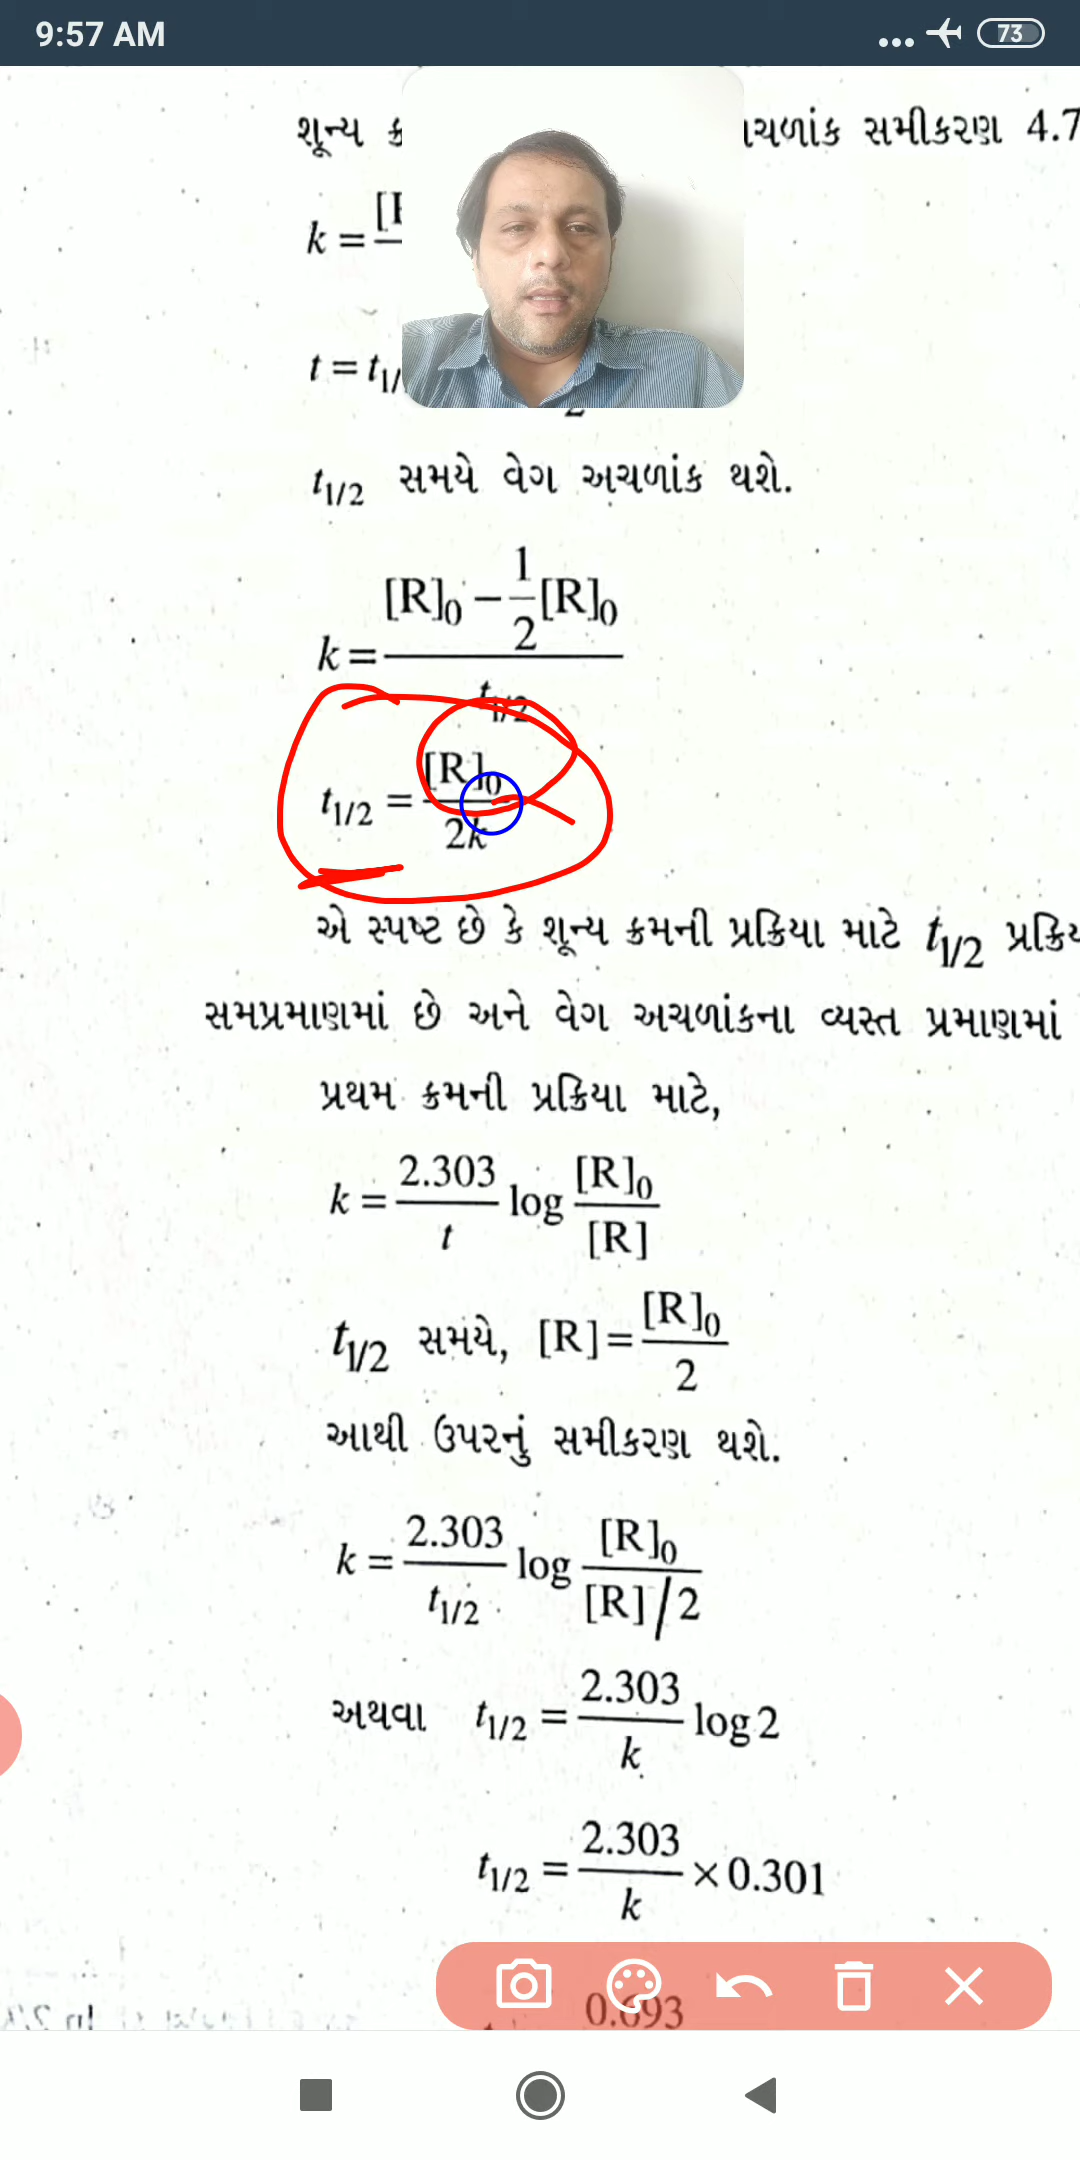 9:57 AM
73
શૂન્ય
સમીકરણ 4.7
k =
t = t1/
t1/2 સમયે વેગ અચળાંક થશે.
k = [R]0 − 1/2 [R]0 / t1/2
t1/2 = [R]0 / 2k
એ સ્પષ્ટ છે કે શૂન્ય ક્રમની પ્રક્રિયા માટે t1/2
સમપ્રમાણમાં છે અને વેગ અચળાંકના વ્યસ્ત પ્રમાણમાં
પ્રથમ ક્રમની પ્રક્રિયા માટે,
k = 2.303 / t log [R]0 / [R]
t1/2 સમયે, [R] = [R]0 / 2
આથી ઉપરનું સમીકરણ થશે.
k = 2.303 / t1/2 log [R]0 / [R]/2
અથવા t1/2 = 2.303 / k log 2
t1/2 = 2.303 / k × 0.301
0.693